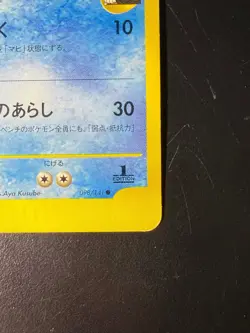 く 10
「マヒ」状態にする。
のあらし 30
ベンチのポケモン全員にも、「弱点・抵抗力」
にげる
1
EDITION
Aya Kusube